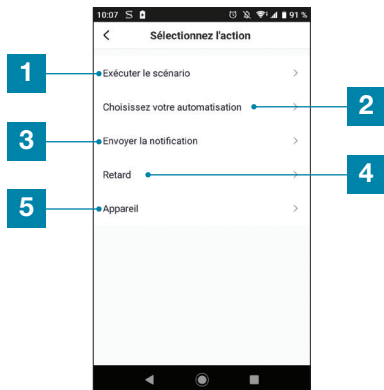 10:07 S 91 %
Sélectionnez l'action
1
Exécuter le scénario
Choisissez votre automatisation
2
3
Envoyer la notification
Retard
4
5
Appareil